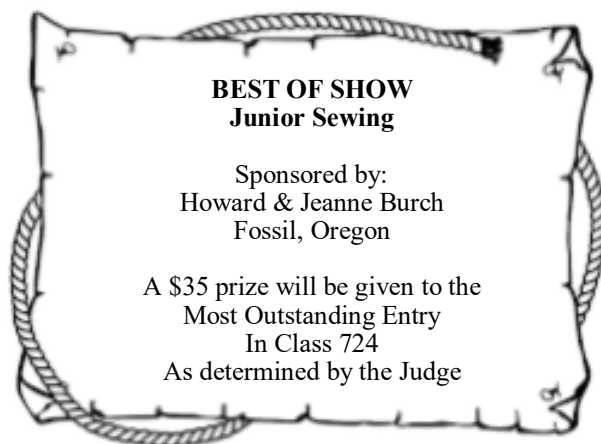 BEST OF SHOW
Junior Sewing
Sponsored by:
Howard & Jeanne Burch
Fossil, Oregon
A $35 prize will be given to the
Most Outstanding Entry
In Class 724
As determined by the Judge